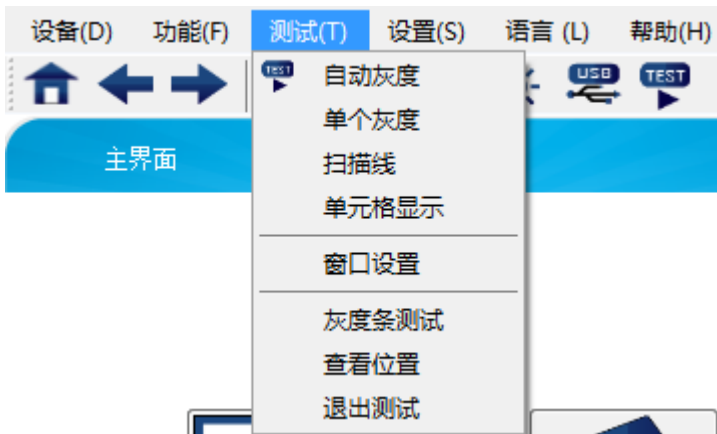 设备(D) 功能(F) 测试(T) 设置(S) 语言 (L) 帮助(H)
TEST 自动灰度 USB TEST
单个灰度
主界面 扫描线
单元格显示
窗口设置
灰度条测试
查看位置
退出测试